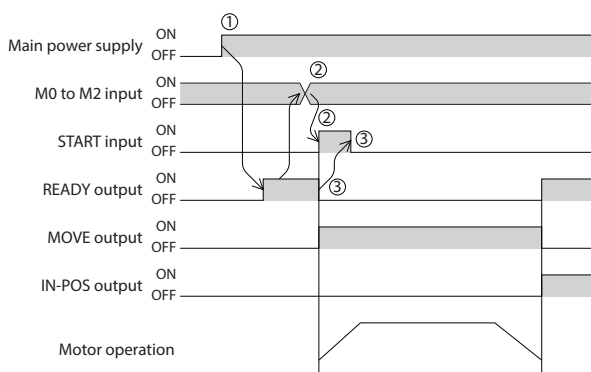 ①
Main power supply ON
OFF
②
M0 to M2 input ON
OFF
②
START input ON
OFF
③
READY output ON
OFF
③
MOVE output ON
OFF
IN-POS output ON
OFF
Motor operation